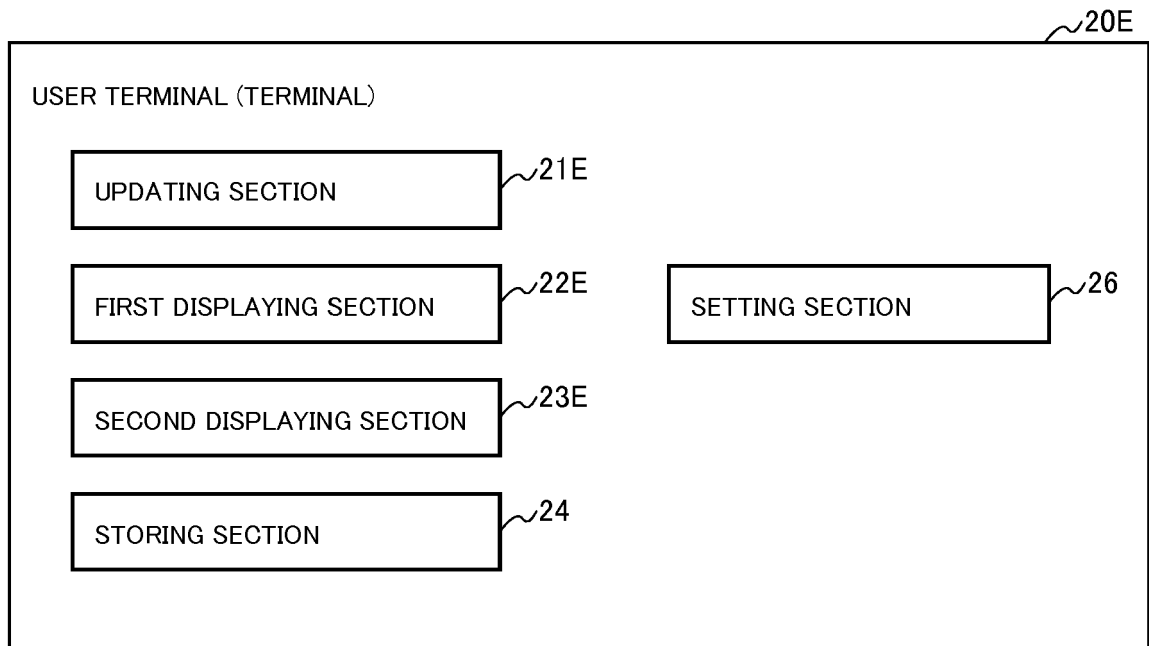 20E
USER TERMINAL (TERMINAL)
UPDATING SECTION
21E
FIRST DISPLAYING SECTION
22E
SETTING SECTION
26
SECOND DISPLAYING SECTION
23E
STORING SECTION
24